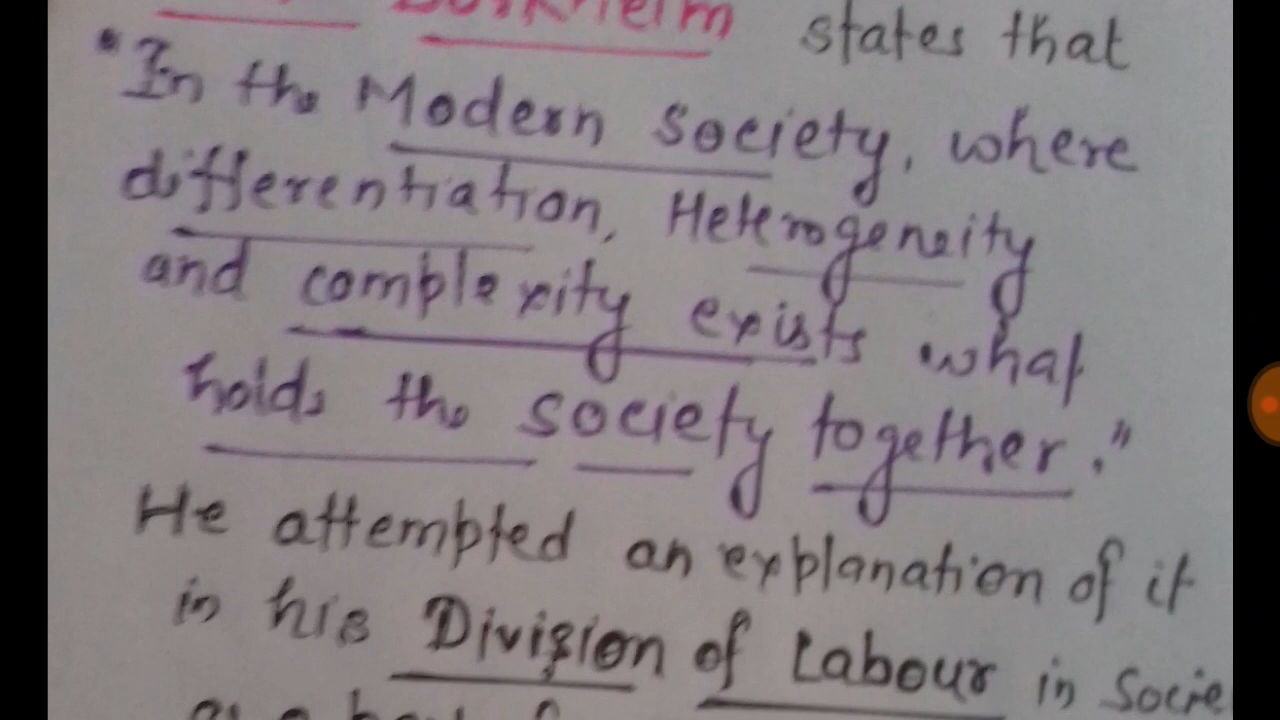 Durkheim states that
"In the Modern society, where
differentiation, Heterogeneity
and complexity exists what
holds the society together."
He attempted an explanation of it
in his Division of Labour in Socie